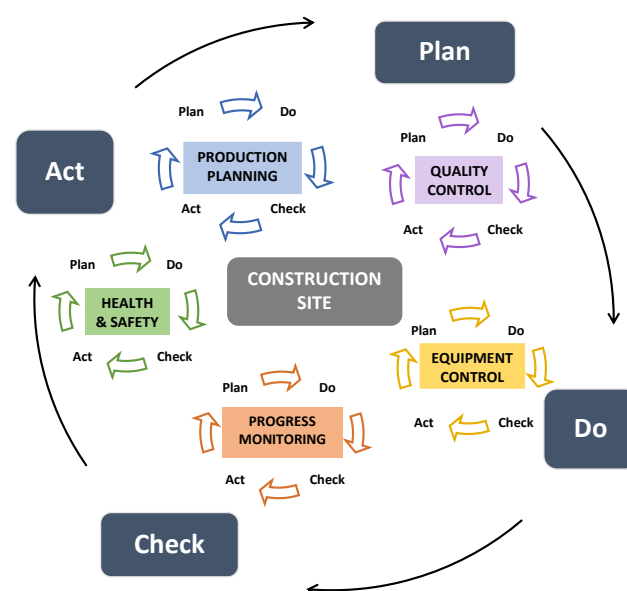 Plan
Act
Plan
Do
PRODUCTION
PLANNING
Act
Check
Plan
Do
QUALITY
CONTROL
Act
Check
Plan
Do
HEALTH
& SAFETY
Act
Check
CONSTRUCTION
SITE
Plan
Do
EQUIPMENT
CONTROL
Act
Check
Plan
Do
PROGRESS
MONITORING
Act
Check
Do
Check